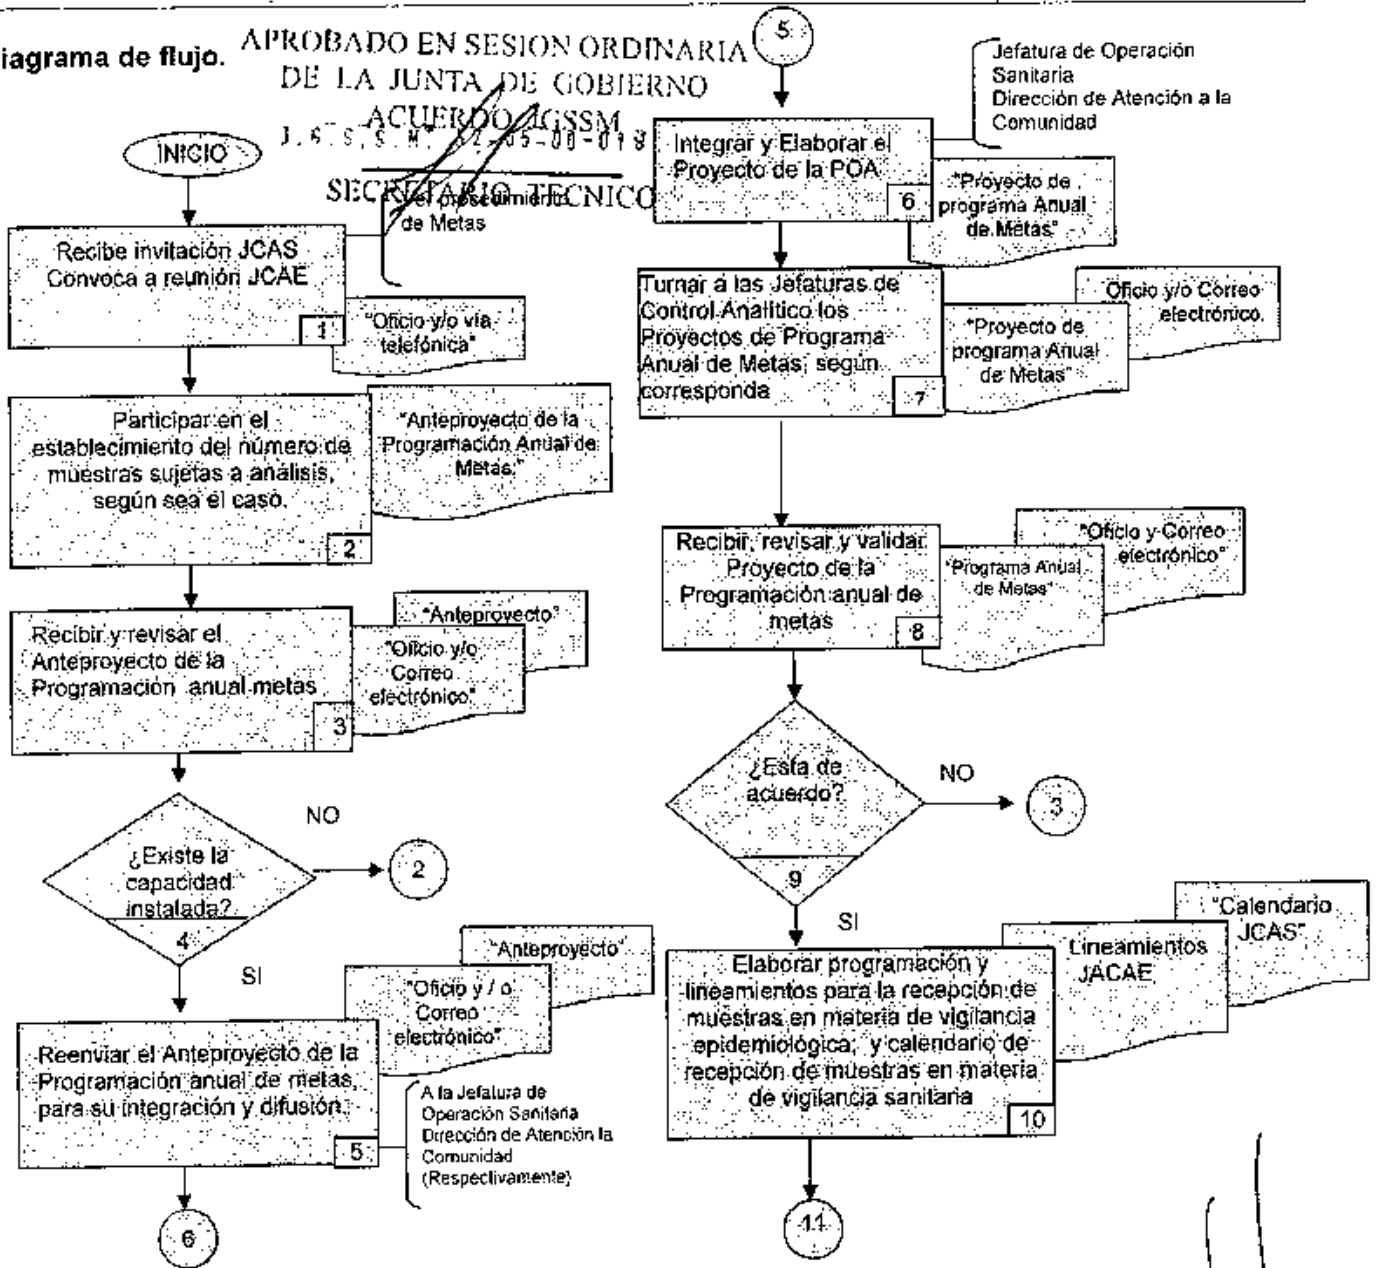 iagrama de flujo.
APROBADO EN SESION ORDINARIA
DE LA JUNTA DE GOBIERNO
ACUERDO JGSSM
SECRETARIO TECNICO
INICIO
procedimiento
de Metas
Recibe invitación JCAS
Convoca a reunión JCAE
1
"Oficio y/o vía
telefónica"
Participar en el
establecimiento del número de
muestras sujetas a análisis,
según sea el caso.
2
"Anteproyecto de la
Programación Anual de
Metas."
Recibir y revisar el
Anteproyecto de la
Programación anual metas
3
"Anteproyecto"
"Oficio y/o
Correo
electrónico"
¿Existe la
capacidad
instalada?
4
NO
2
SI
"Anteproyecto"
"Oficio y / o
Correo
electrónico"
Reenviar el Anteproyecto de la
Programación anual de metas,
para su integración y difusión.
5
A la Jefatura de
Operación Sanitaria
Dirección de Atención la
Comunidad
(Respectivamente)
6
5
Jefatura de Operación
Sanitaria
Dirección de Atención a la
Comunidad
Integrar y Elaborar el
Proyecto de la POA
6
"Proyecto de
programa Anual
de Metas"
Turnar a las Jefaturas de
Control Analítico los
Proyectos de Programa
Anual de Metas, según
corresponda
7
"Proyecto de
programa Anual
de Metas"
Oficio y/o Correo
electrónico.
Recibir, revisar y validar
Proyecto de la
Programación anual de
metas
8
"Programa Anual
de Metas"
"Oficio y Correo
electrónico"
¿Esta de
acuerdo?
9
NO
3
SI
Elaborar programación y
lineamientos para la recepción de
muestras en materia de vigilancia
epidemiológica, y calendario de
recepción de muestras en materia
de vigilancia sanitaria
10
Lineamientos
JACAE
"Calendario
JCAS"
11